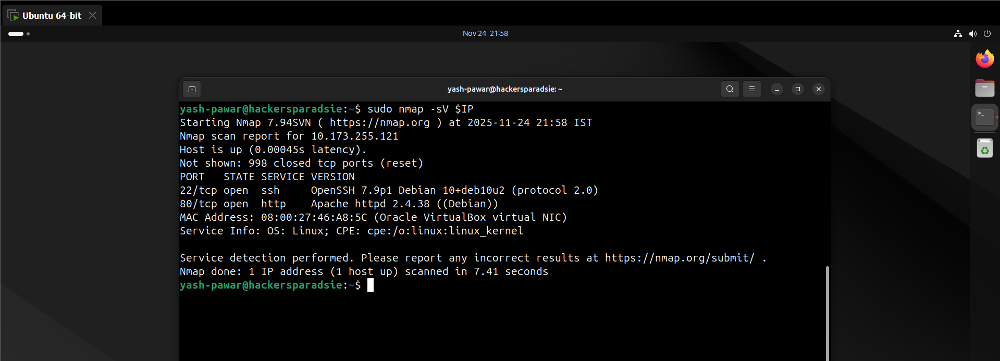 Ubuntu 64-bit
Nov 24 21:58
yash-pawar@hackersparadsie: ~
yash-pawar@hackersparadsie:~$ sudo nmap -sV $IP
Starting Nmap 7.94SVN ( https://nmap.org ) at 2025-11-24 21:58 IST
Nmap scan report for 10.173.255.121
Host is up (0.00045s latency).
Not shown: 998 closed tcp ports (reset)
PORT   STATE SERVICE VERSION
22/tcp open  ssh     OpenSSH 7.9p1 Debian 10+deb10u2 (protocol 2.0)
80/tcp open  http    Apache httpd 2.4.38 ((Debian))
MAC Address: 08:00:27:46:A8:5C (Oracle VirtualBox virtual NIC)
Service Info: OS: Linux; CPE: cpe:/o:linux:linux_kernel
Service detection performed. Please report any incorrect results at https://nmap.org/submit/ .
Nmap done: 1 IP address (1 host up) scanned in 7.41 seconds
yash-pawar@hackersparadsie:~$